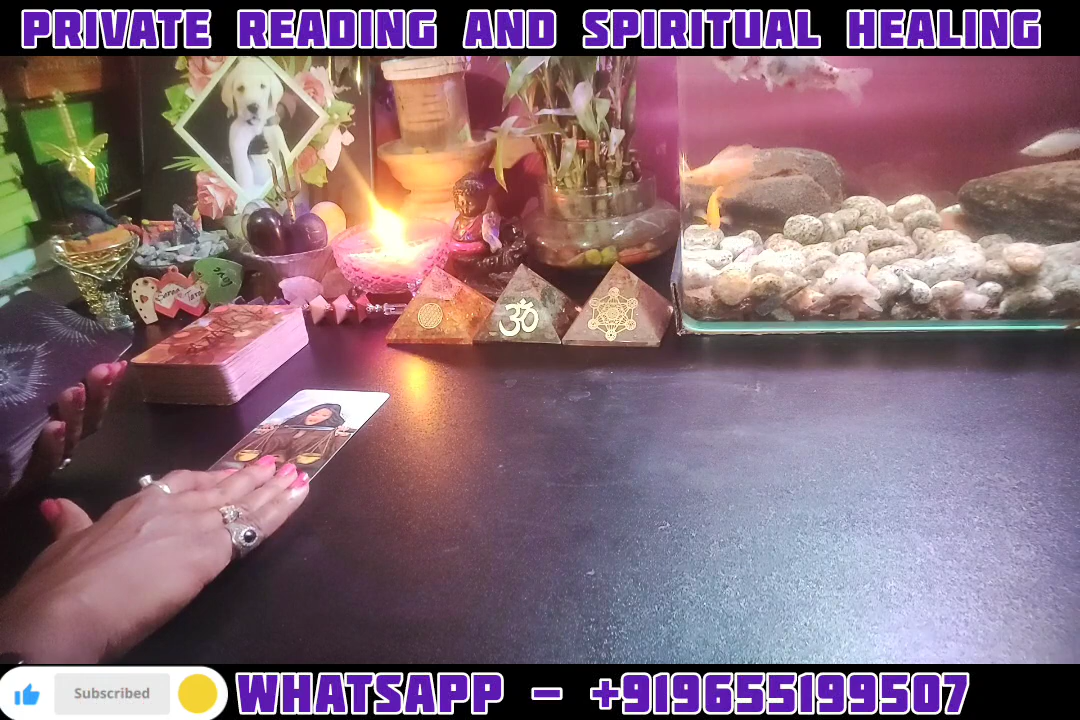 PRIVATE READING AND SPIRITUAL HEALING
ॐ
Subscribed
WHATSAPP - +919655199507